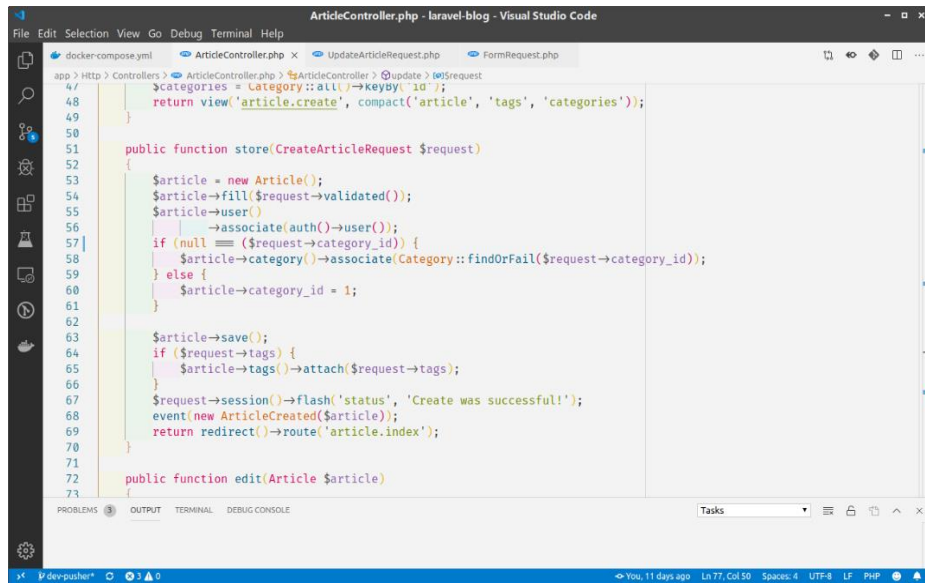 ArticleController.php - laravel-blog - Visual Studio Code
File Edit Selection View Go Debug Terminal Help
docker-compose.yml ArticleController.php × UpdateArticleRequest.php FormRequest.php
app > Http > Controllers > ArticleController.php > ArticleController > update > $request
47 $categories = Category::all()→keyBy('id');
48 return view('article.create', compact('article', 'tags', 'categories'));
49 }
50
51 public function store(CreateArticleRequest $request)
52 {
53 $article = new Article();
54 $article→fill($request→validated());
55 $article→user()
56 →associate(auth()→user());
57 if (null === ($request→category_id)) {
58 $article→category()→associate(Category::findOrFail($request→category_id));
59 } else {
60 $article→category_id = 1;
61 }
62
63 $article→save();
64 if ($request→tags) {
65 $article→tags()→attach($request→tags);
66 }
67 $request→session()→flash('status', 'Create was successful!');
68 event(new ArticleCreated($article));
69 return redirect()→route('article.index');
70 }
71
72 public function edit(Article $article)
73 {
PROBLEMS 3 OUTPUT TERMINAL DEBUG CONSOLE Tasks
dev-pusher* 3 0 You, 11 days ago Ln 77, Col 50 Spaces: 4 UTF-8 LF PHP